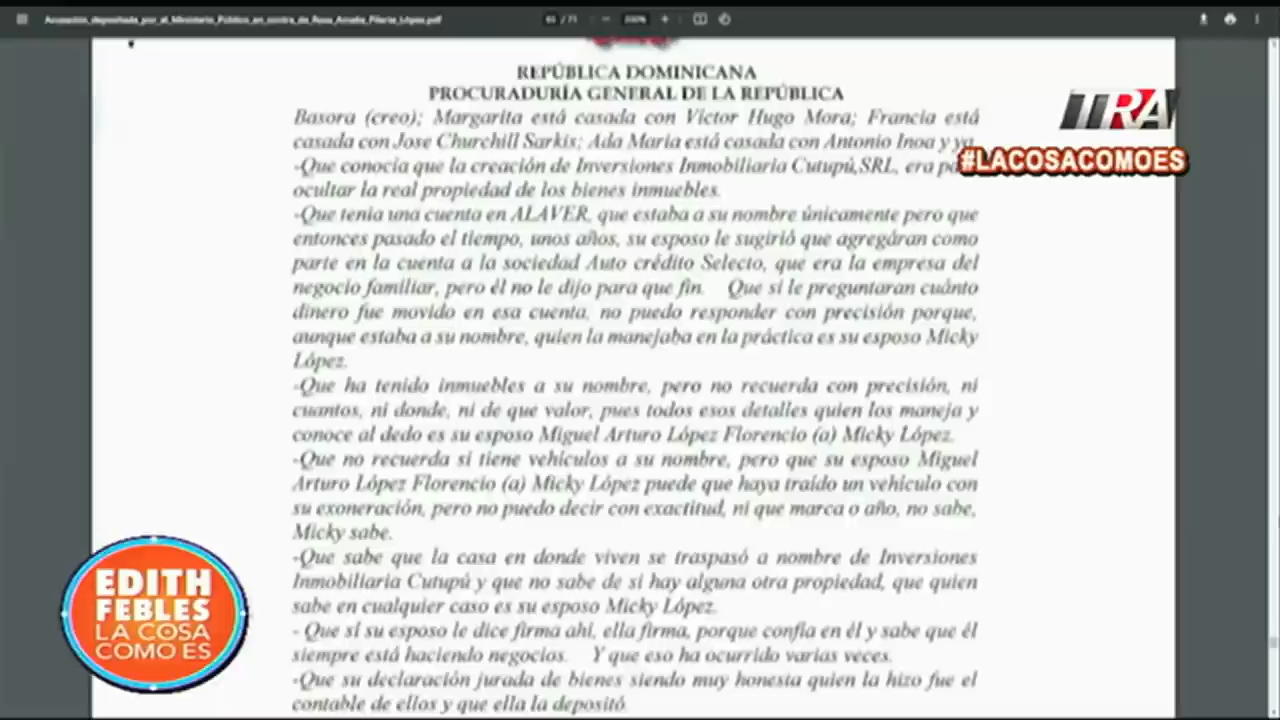 Acusación_depositada_por_el_Ministerio_Público_en_contra_de_Rosa_Amalia_Pilarte_López.pdf
200%
REPÚBLICA DOMINICANA
PROCURADURÍA GENERAL DE LA REPÚBLICA
TRA
Basora (creo); Margarita está casada con Victor Hugo Mora; Francia está
casada con Jose Churchill Sarkis; Ada Maria está casada con Antonio Inoa y ya.
#LACOSACOMOES
-Que conocía que la creación de Inversiones Inmobiliaria Cutupú,SRL, era
ocultar la real propiedad de los bienes inmuebles.
-Que tenia una cuenta en ALAVER, que estaba a su nombre únicamente pero que
entonces pasado el tiempo, unos años, su esposo le sugirió que agregáran como
parte en la cuenta a la sociedad Auto crédito Selecto, que era la empresa del
negocio familiar, pero él no le dijo para que fin. Que si le preguntaran cuánto
dinero fue movido en esa cuenta, no puedo responder con precisión porque,
aunque estaba a su nombre, quien la manejaba en la práctica es su esposo Micky
López.
-Que ha tenido inmuebles a su nombre, pero no recuerda con precisión, ni
cuantos, ni donde, ni de que valor, pues todos esos detalles quien los maneja y
conoce al dedo es su esposo Miguel Arturo López Florencio (a) Micky López.
-Que no recuerda si tiene vehículos a su nombre, pero que su esposo Miguel
Arturo López Florencio (a) Micky López puede que haya traído un vehículo con
su exoneración, pero no puedo decir con exactitud, ni que marca o año, no sabe,
Micky sabe.
-Que sabe que la casa en donde viven se traspasó a nombre de Inversiones
Inmobiliaria Cutupú y que no sabe de si hay alguna otra propiedad, que quien
sabe en cualquier caso es su esposo Micky López.
- Que si su esposo le dice firma ahí, ella firma, porque confía en él y sabe que él
siempre está haciendo negocios. Y que eso ha ocurrido varias veces.
-Que su declaración jurada de bienes siendo muy honesta quien la hizo fue el
contable de ellos y que ella la depositó
EDITH
FEBLES
LA COSA
COMO ES